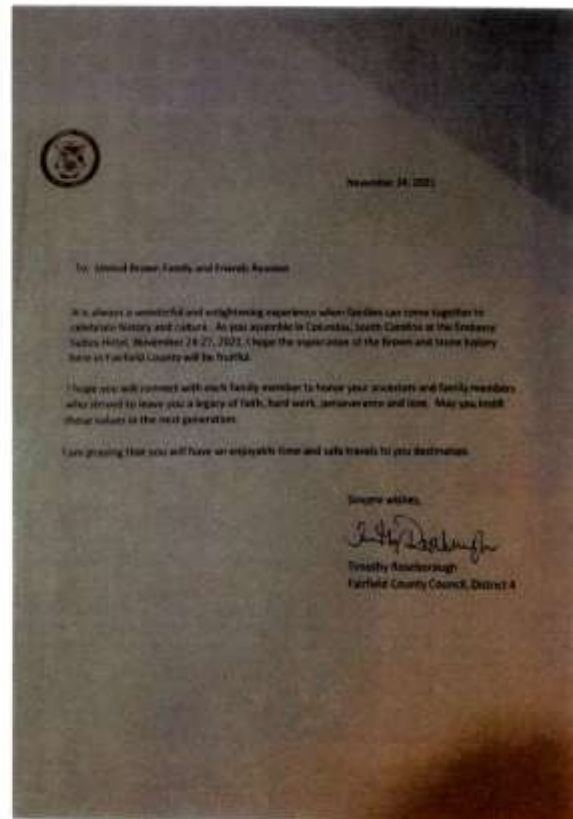 November 24, 2021
To: United Brown Family and Friends Reunion
It is always a wonderful and enlightening experience when families can come together to
celebrate history and culture. As you assemble in Columbia, South Carolina at the Embassy
Suites Hotel, November 24-27, 2021, I hope the exploration of the Brown and Stone history
here in Fairfield County will be fruitful.
I hope you will connect with each family member to honor your ancestors and family members
who strived to leave you a legacy of faith, hard work, perseverance and love. May you instill
these values in the next generation.
I am praying that you will have an enjoyable time and safe travels to you destination.
Sincere wishes,
Timothy Roseborough
Fairfield County Council, District 4